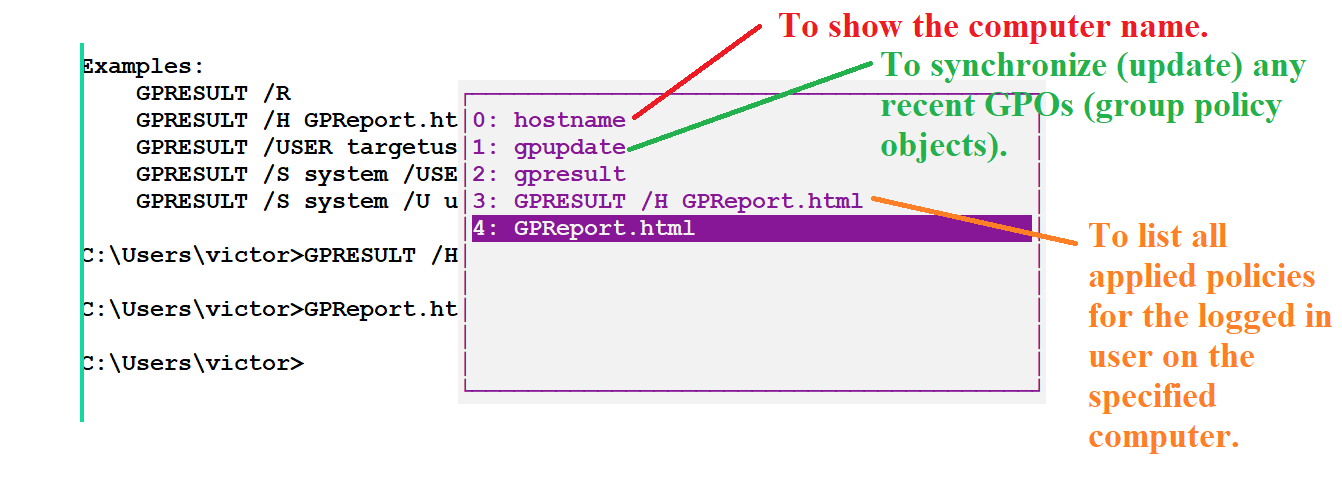 To show the computer name.
To synchronize (update) any
recent GPOs (group policy
objects).
Examples:
GPRESULT /R
GPRESULT /H GPReport.ht
GPRESULT /USER targetus
GPRESULT /S system /USE
GPRESULT /S system /U u
C:\Users\victor>GPRESULT /H
C:\Users\victor>GPReport.ht
C:\Users\victor>
0: hostname
1: gpupdate
2: gpresult
3: GPRESULT /H GPReport.html
4: GPReport.html
To list all
applied policies
for the logged in
user on the
specified
computer.